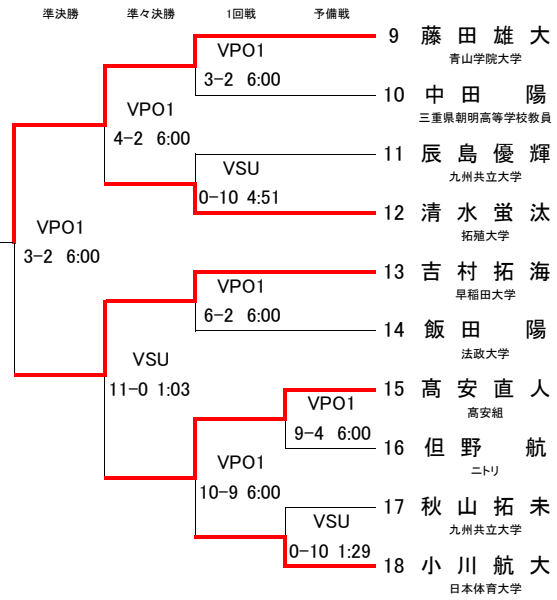 準決勝 準々決勝 1回戦 予備戦
9 藤田雄大
青山学院大学
VPO1
3-2 6:00
10 中田 陽
三重県朝明高等学校教員
VPO1
4-2 6:00
11 辰島優輝
九州共立大学
VSU
0-10 4:51
12 清水蛍汰
拓殖大学
VPO1
3-2 6:00
13 吉村拓海
早稲田大学
VPO1
6-2 6:00
14 飯田 陽
法政大学
VSU
11-0 1:03
15 髙安直人
髙安組
VPO1
9-4 6:00
16 但野 航
ニトリ
VPO1
10-9 6:00
17 秋山拓未
九州共立大学
VSU
0-10 1:29
18 小川航大
日本体育大学